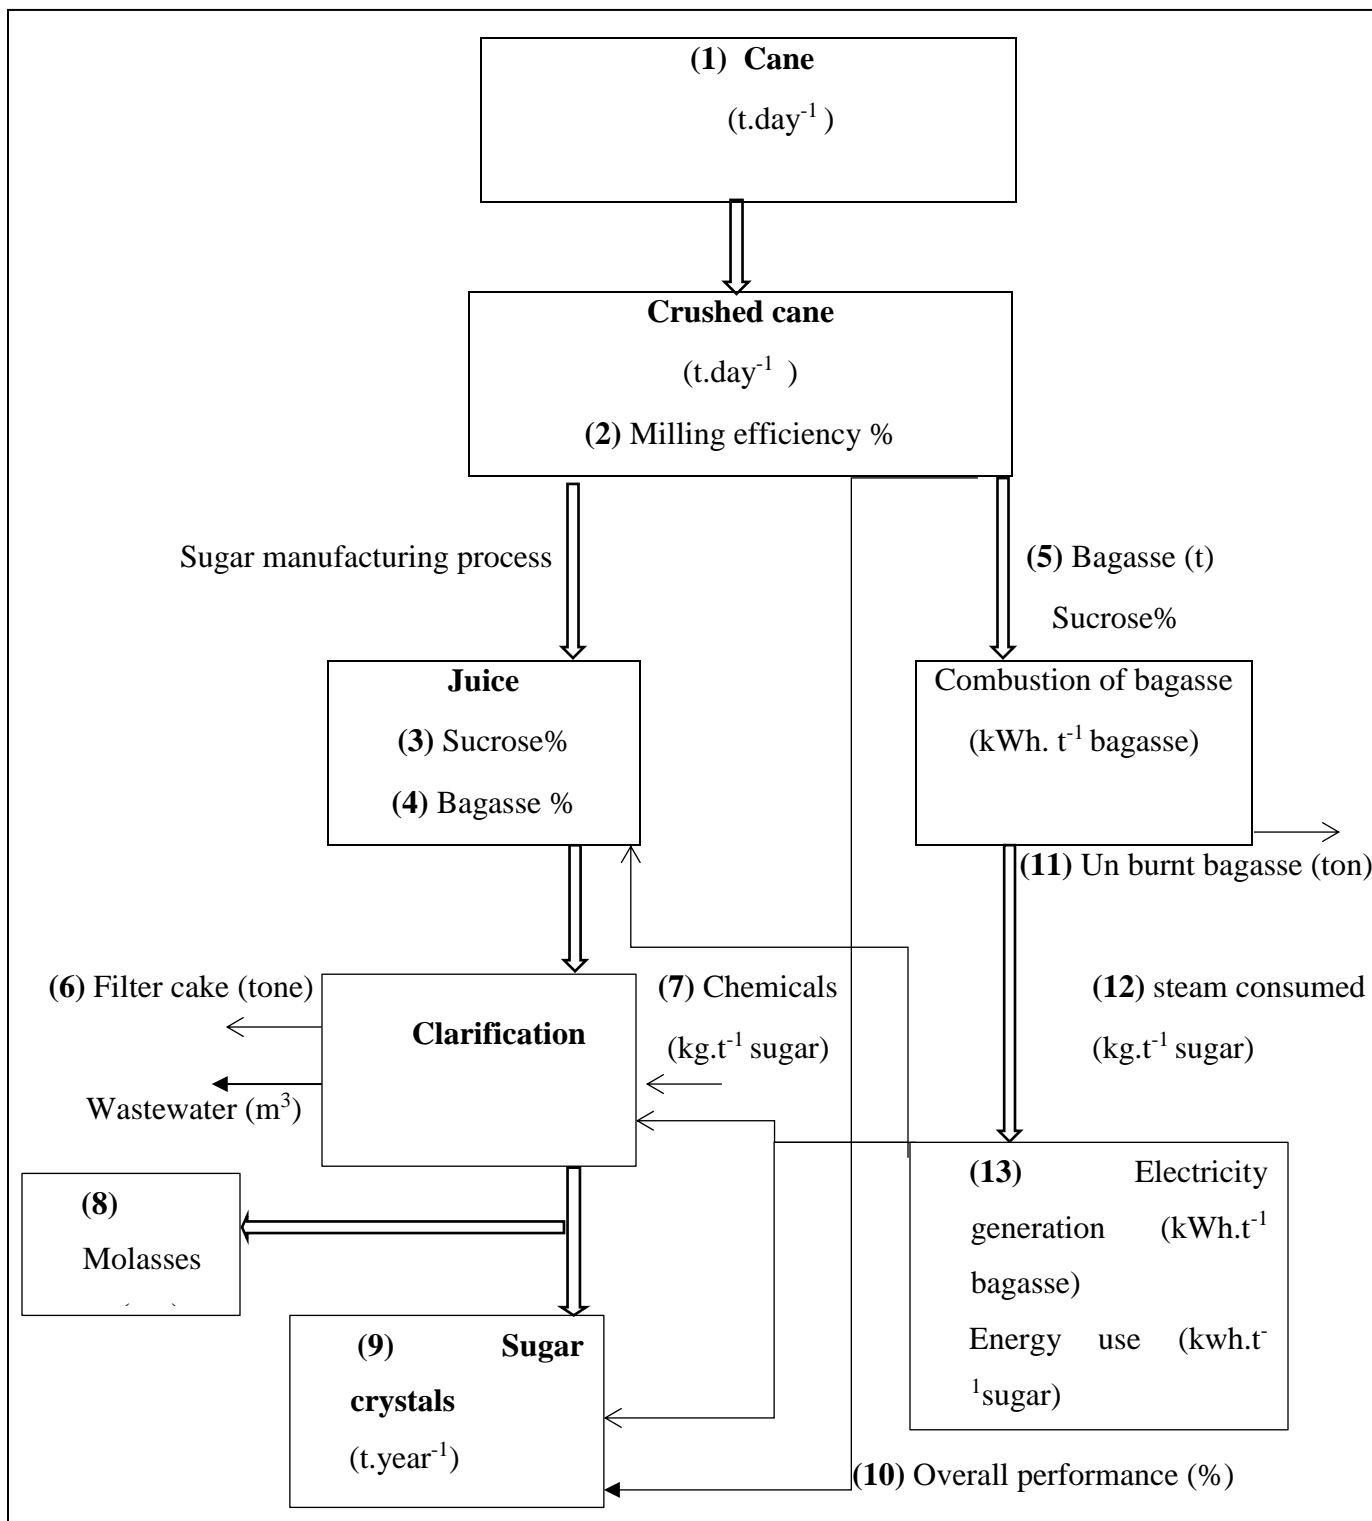 (1) Cane
(t.day-1 )
Crushed cane
(t.day-1 )
(2) Milling efficiency %
Sugar manufacturing process
(5) Bagasse (t)
Sucrose%
Juice
(3) Sucrose%
(4) Bagasse %
Combustion of bagasse
(kWh. t-1 bagasse)
(11) Un burnt bagasse (ton)
(6) Filter cake (tone)
Clarification
(7) Chemicals
(kg.t-1 sugar)
(12) steam consumed
(kg.t-1 sugar)
Wastewater (m3)
(8)
Molasses
(13) Electricity
generation (kWh.t-1
bagasse)
Energy use (kwh.t-
1sugar)
(9) Sugar
crystals
(t.year-1)
(10) Overall performance (%)